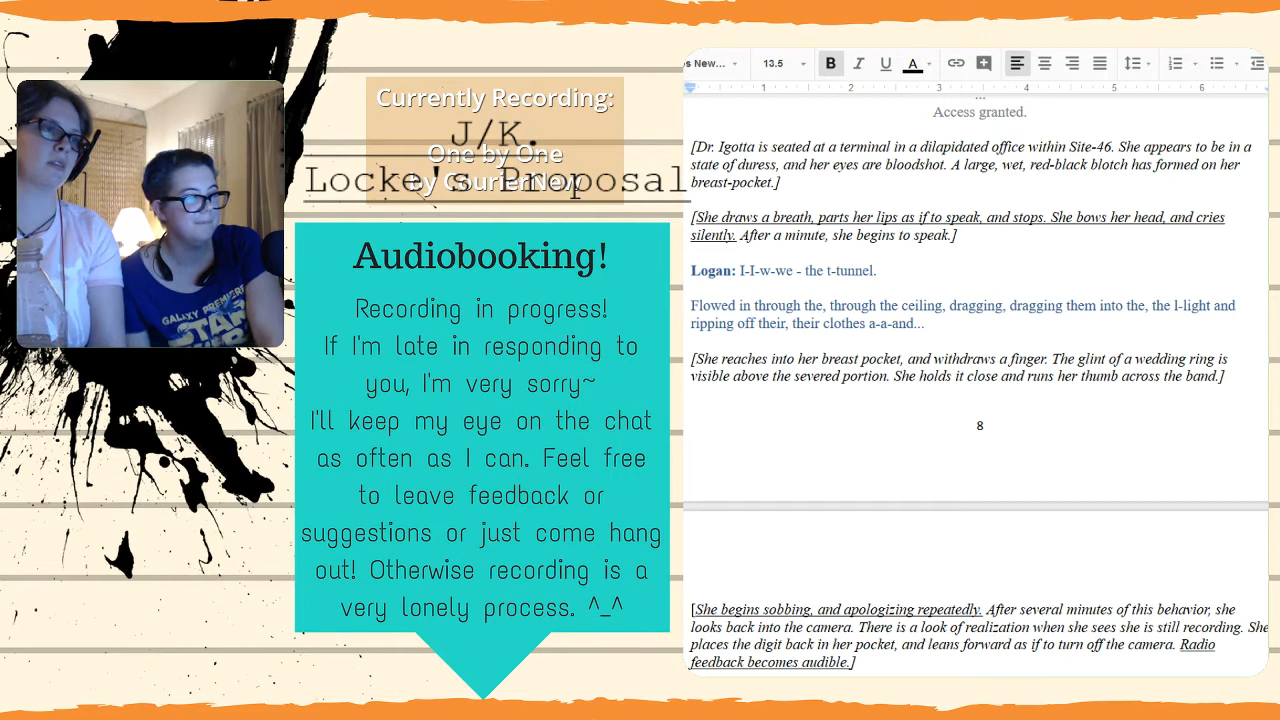 Currently Recording:
J/K.
One by One
Locke's Proposal
by CourierNew
Audiobooking!
Recording in progress!
If I'm late in responding to
you, I'm very sorry~
I'll keep my eye on the chat
as often as I can. Feel free
to leave feedback or
suggestions or just come hang
out! Otherwise recording is a
very lonely process. ^_^
GALAXY PREMIERE
STAR
s New... 13.5 B I U A
1 2 3 4 5 6
...
Access granted.
[Dr. Igotta is seated at a terminal in a dilapidated office within Site-46. She appears to be in a
state of duress, and her eyes are bloodshot. A large, wet, red-black blotch has formed on her
breast-pocket.]
[She draws a breath, parts her lips as if to speak, and stops. She bows her head, and cries
silently. After a minute, she begins to speak.]
Logan: I-I-w-we - the t-tunnel.
Flowed in through the, through the ceiling, dragging, dragging them into the, the l-light and
ripping off their, their clothes a-a-and...
[She reaches into her breast pocket, and withdraws a finger. The glint of a wedding ring is
visible above the severed portion. She holds it close and runs her thumb across the band.]
8
[She begins sobbing, and apologizing repeatedly. After several minutes of this behavior, she
looks back into the camera. There is a look of realization when she sees she is still recording. She
places the digit back in her pocket, and leans forward as if to turn off the camera. Radio
feedback becomes audible.]